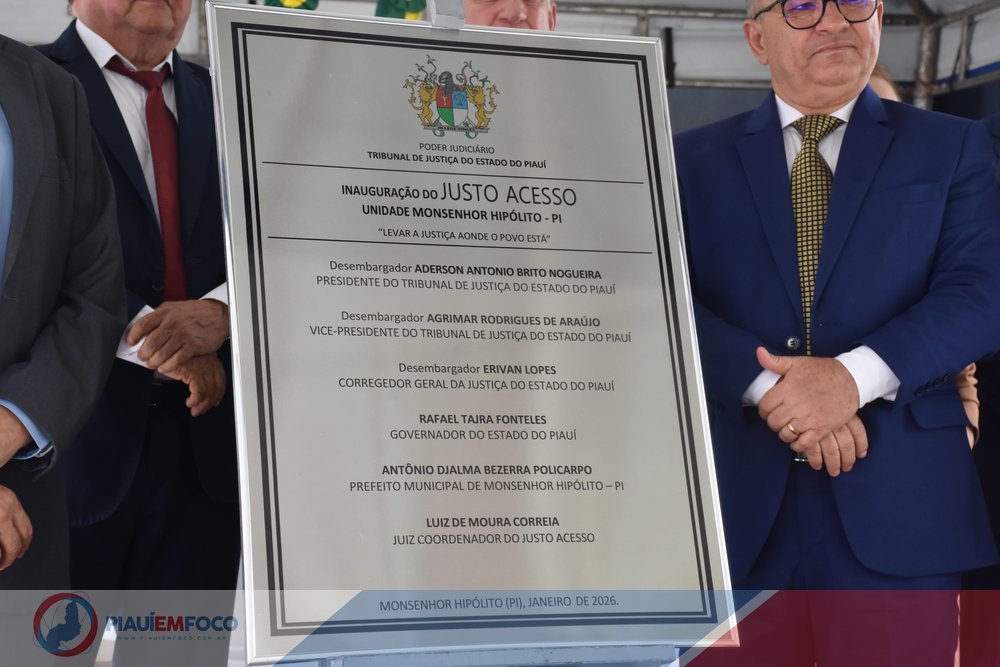 PODER JUDICIÁRIO
TRIBUNAL DE JUSTIÇA DO ESTADO DO PIAUÍ
INAUGURAÇÃO DO JUSTO ACESSO
UNIDADE MONSENHOR HIPÓLITO - PI
"LEVAR A JUSTIÇA AONDE O POVO ESTÁ"
Desembargador ADERSON ANTONIO BRITO NOGUEIRA
PRESIDENTE DO TRIBUNAL DE JUSTIÇA DO ESTADO DO PIAUÍ
Desembargador AGRIMAR RODRIGUES DE ARAÚJO
VICE-PRESIDENTE DO TRIBUNAL DE JUSTIÇA DO ESTADO DO PIAUÍ
Desembargador ERIVAN LOPES
CORREGEDOR GERAL DA JUSTIÇA DO ESTADO DO PIAUÍ
RAFAEL TAJRA FONTELES
GOVERNADOR DO ESTADO DO PIAUÍ
ANTÔNIO DJALMA BEZERRA POLICARPO
PREFEITO MUNICIPAL DE MONSENHOR HIPÓLITO – PI
LUIZ DE MOURA CORREIA
JUIZ COORDENADOR DO JUSTO ACESSO
MONSENHOR HIPÓLITO (PI), JANEIRO DE 2026.
PIAUÍEMFOCO
WWW.PIAUIEMFOCO.COM.BR